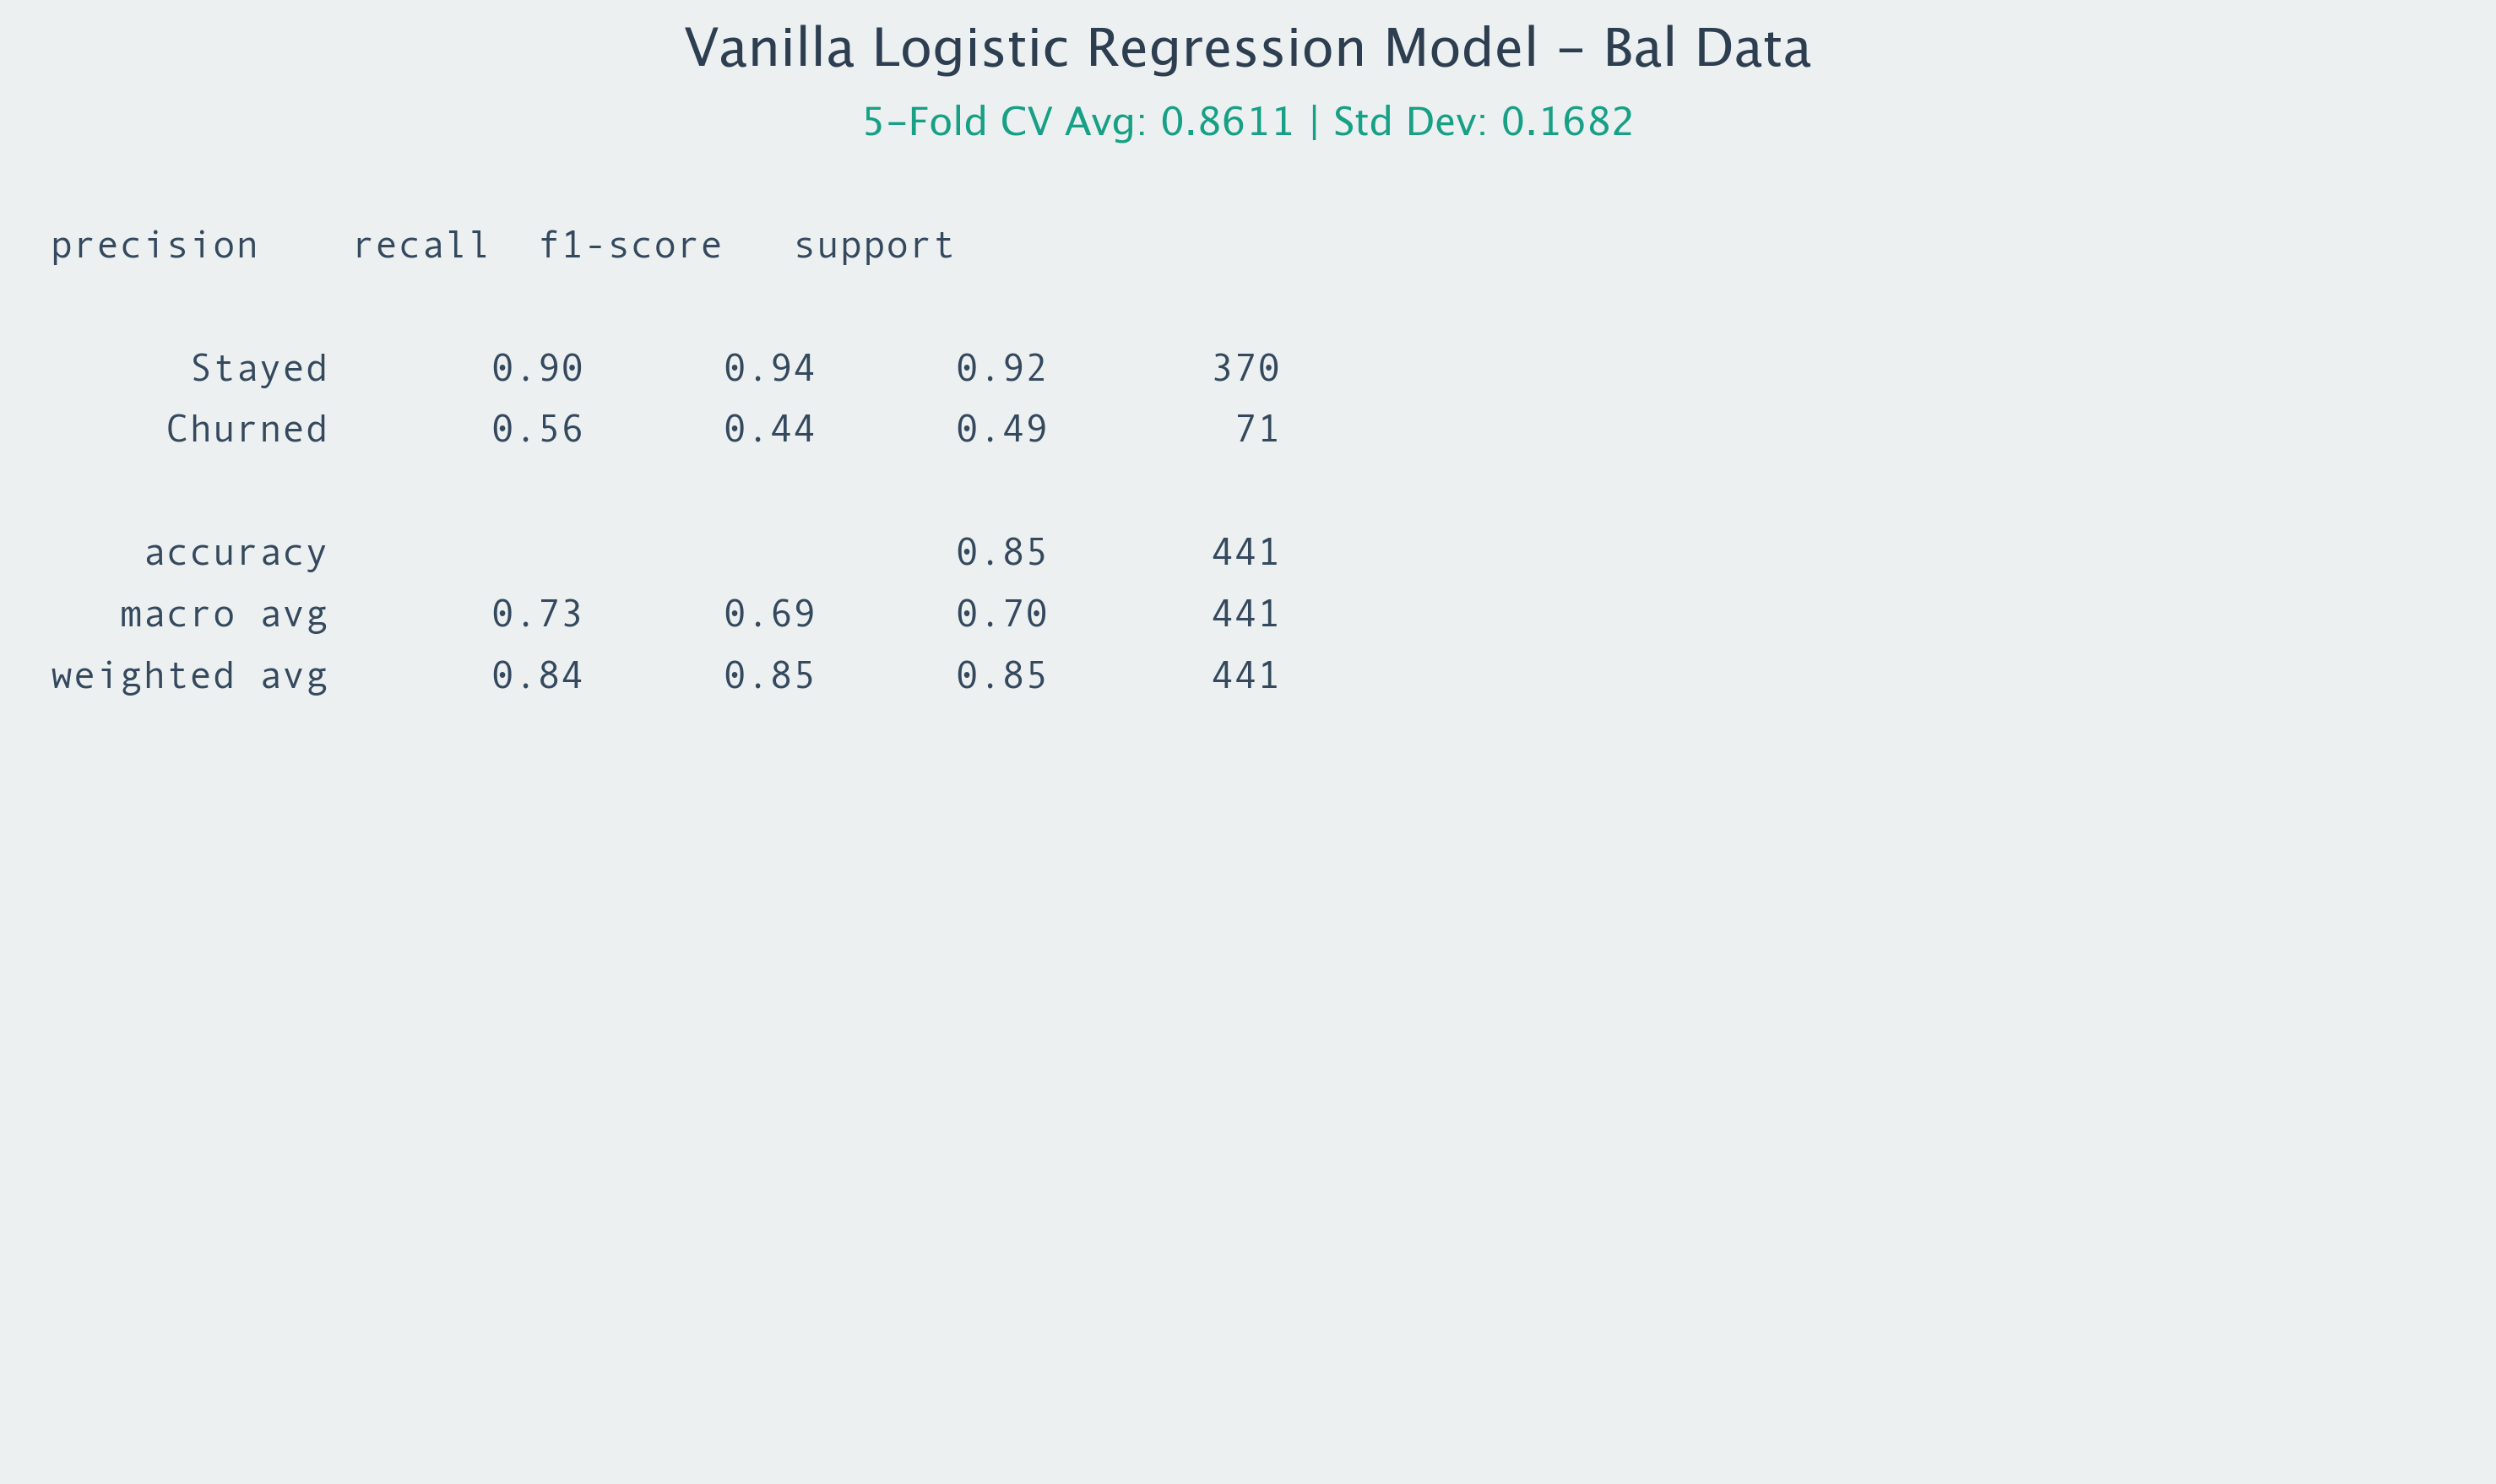 Vanilla Logistic Regression Model – Bal Data
5–Fold CV Avg: 0.8611 | Std Dev: 0.1682
precision    recall  f1-score   support
Stayed       0.90      0.94      0.92       370
Churned       0.56      0.44      0.49        71
accuracy                           0.85       441
macro avg       0.73      0.69      0.70       441
weighted avg       0.84      0.85      0.85       441